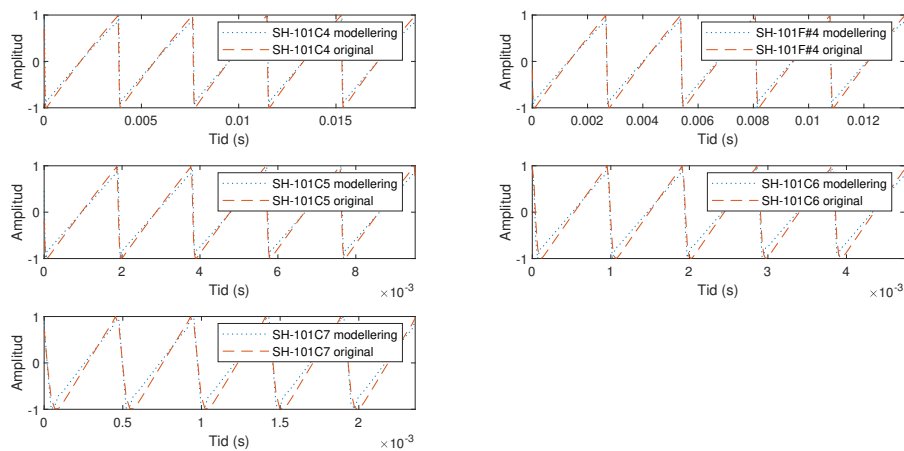 1
0
-1
Amplitud
SH-101C4 modellering
SH-101C4 original
0 0.005 0.01 0.015
Tid (s)
1
0
-1
Amplitud
SH-101F#4 modellering
SH-101F#4 original
0 0.002 0.004 0.006 0.008 0.01 0.012
Tid (s)
1
0
-1
Amplitud
SH-101C5 modellering
SH-101C5 original
0 2 4 6 8
Tid (s)
×10⁻³
1
0
-1
Amplitud
SH-101C6 modellering
SH-101C6 original
0 1 2 3 4
Tid (s)
×10⁻³
1
0
-1
Amplitud
SH-101C7 modellering
SH-101C7 original
0 0.5 1 1.5 2
Tid (s)
×10⁻³